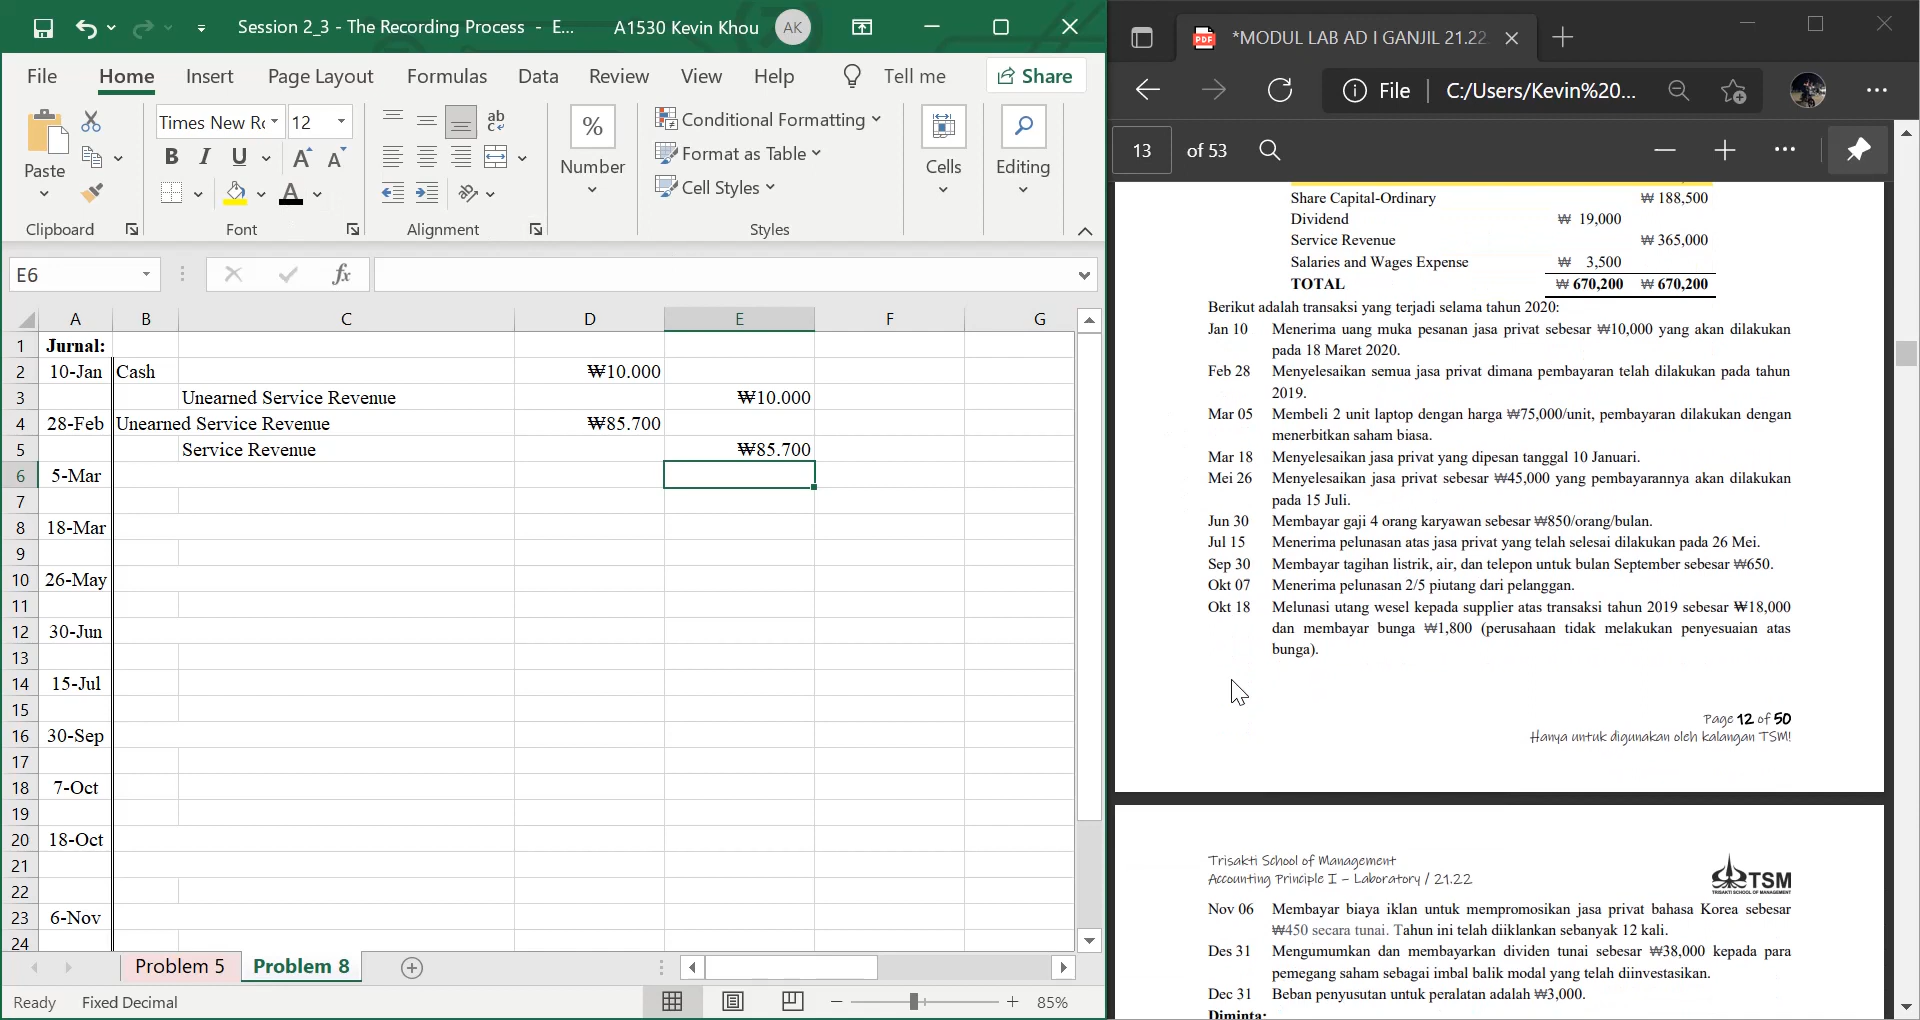 Session 2_3 - The Recording Process - E... A1530 Kevin Khou AK
File Home Insert Page Layout Formulas Data Review View Help Tell me Share
Paste
Times New Rc 12
B I U A A
ab
Number
Conditional Formatting
Format as Table
Cell Styles
Cells
Editing
Clipboard Font Alignment Styles
E6 fx
A B C D E F G
1 Jurnal:
2 10-Jan Cash ₩10.000
3 Unearned Service Revenue ₩10.000
4 28-Feb Unearned Service Revenue ₩85.700
5 Service Revenue ₩85.700
6 5-Mar
7
8 18-Mar
9
10 26-May
11
12 30-Jun
13
14 15-Jul
15
16 30-Sep
17
18 7-Oct
19
20 18-Oct
21
22
23 6-Nov
24
Problem 5 Problem 8
Ready Fixed Decimal 85%
PDF *MODUL LAB AD I GANJIL 21.22
File C:/Users/Kevin%20...
13 of 53
Share Capital-Ordinary ₩ 188,500
Dividend ₩ 19,000
Service Revenue ₩ 365,000
Salaries and Wages Expense ₩ 3,500
TOTAL ₩ 670,200 ₩ 670,200
Berikut adalah transaksi yang terjadi selama tahun 2020:
Jan 10 Menerima uang muka pesanan jasa privat sebesar ₩10,000 yang akan dilakukan
pada 18 Maret 2020.
Feb 28 Menyelesaikan semua jasa privat dimana pembayaran telah dilakukan pada tahun
2019.
Mar 05 Membeli 2 unit laptop dengan harga ₩75,000/unit, pembayaran dilakukan dengan
menerbitkan saham biasa.
Mar 18 Menyelesaikan jasa privat yang dipesan tanggal 10 Januari.
Mei 26 Menyelesaikan jasa privat sebesar ₩45,000 yang pembayarannya akan dilakukan
pada 15 Juli.
Jun 30 Membayar gaji 4 orang karyawan sebesar ₩850/orang/bulan.
Jul 15 Menerima pelunasan atas jasa privat yang telah selesai dilakukan pada 26 Mei.
Sep 30 Membayar tagihan listrik, air, dan telepon untuk bulan September sebesar ₩650.
Okt 07 Menerima pelunasan 2/5 piutang dari pelanggan.
Okt 18 Melunasi utang wesel kepada supplier atas transaksi tahun 2019 sebesar ₩18,000
dan membayar bunga ₩1,800 (perusahaan tidak melakukan penyesuaian atas
bunga).
Page 12 of 50
Hanya untuk digunakan oleh kalangan TSM!
Trisakti School of Management
Accounting Principle I – Laboratory / 21.22
TSM
TRISAKTI SCHOOL OF MANAGEMENT
Nov 06 Membayar biaya iklan untuk mempromosikan jasa privat bahasa Korea sebesar
₩450 secara tunai. Tahun ini telah diiklankan sebanyak 12 kali.
Des 31 Mengumumkan dan membayarkan dividen tunai sebesar ₩38,000 kepada para
pemegang saham sebagai imbal balik modal yang telah diinvestasikan.
Dec 31 Beban penyusutan untuk peralatan adalah ₩3,000.
Diminta: